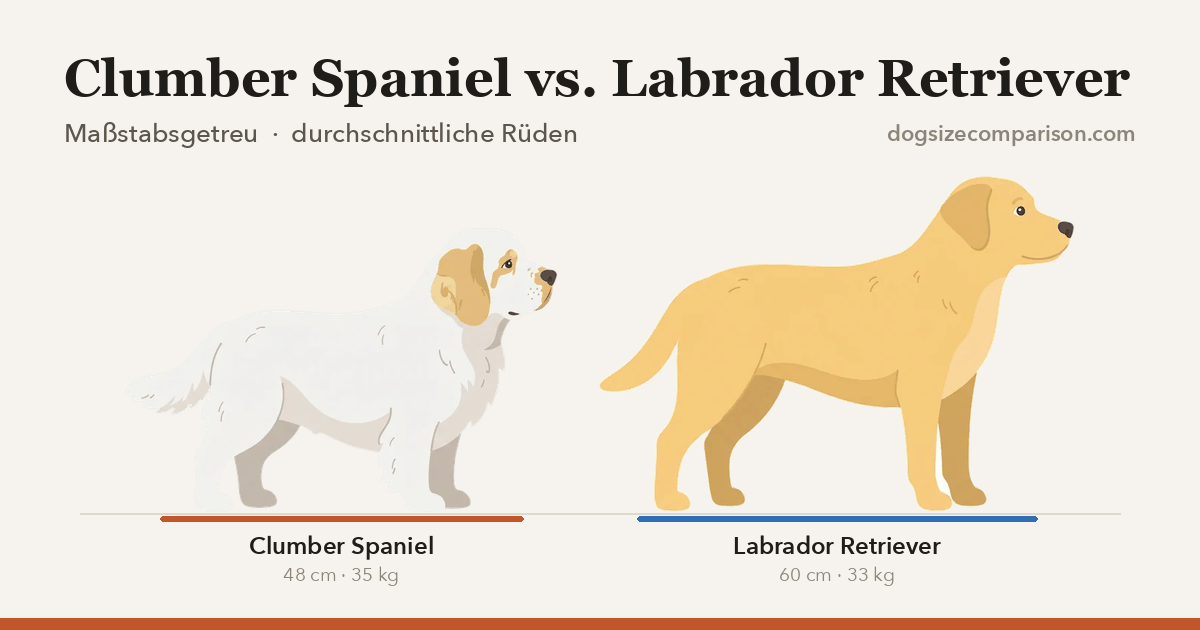 Clumber Spaniel vs. Labrador Retriever
Maßstabsgetreu · durchschnittliche Rüden
dogsizecomparison.com
Clumber Spaniel
48 cm · 35 kg
Labrador Retriever
60 cm · 33 kg